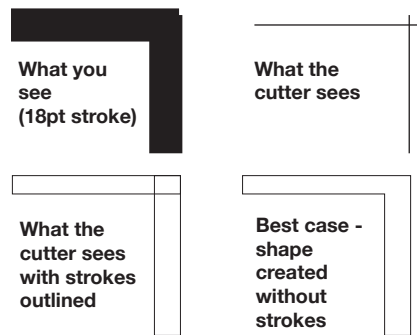 What you
see
(18pt stroke)
What the
cutter sees
What the
cutter sees
with strokes
outlined
Best case -
shape
created
without
strokes